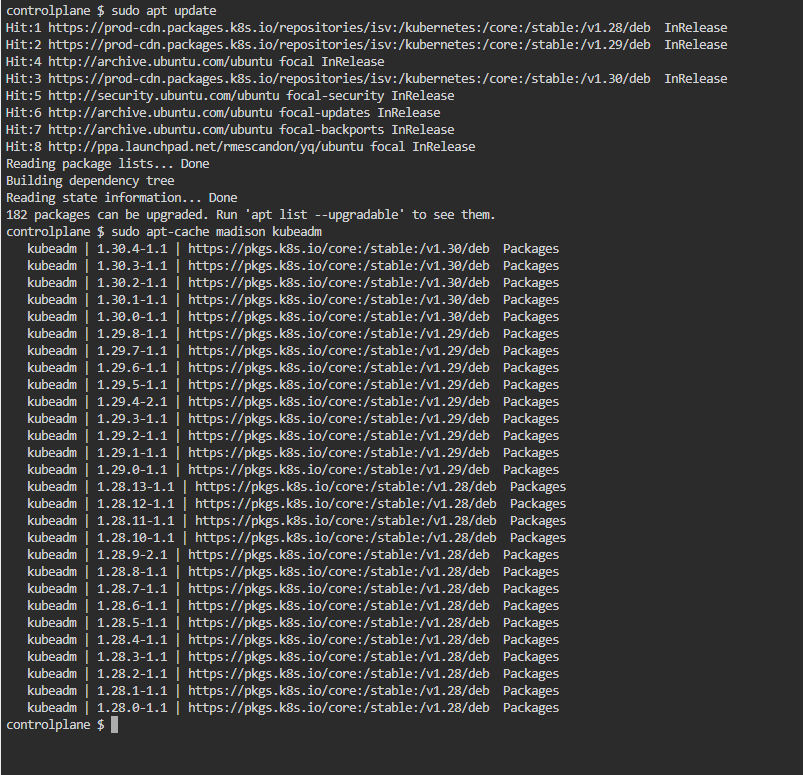 controlplane $ sudo apt update
Hit:1 https://prod-cdn.packages.k8s.io/repositories/isv:/kubernetes:/core:/stable:/v1.28/deb  InRelease
Hit:2 https://prod-cdn.packages.k8s.io/repositories/isv:/kubernetes:/core:/stable:/v1.29/deb  InRelease
Hit:4 http://archive.ubuntu.com/ubuntu focal InRelease
Hit:3 https://prod-cdn.packages.k8s.io/repositories/isv:/kubernetes:/core:/stable:/v1.30/deb  InRelease
Hit:5 http://security.ubuntu.com/ubuntu focal-security InRelease
Hit:6 http://archive.ubuntu.com/ubuntu focal-updates InRelease
Hit:7 http://archive.ubuntu.com/ubuntu focal-backports InRelease
Hit:8 http://ppa.launchpad.net/rmescandon/yq/ubuntu focal InRelease
Reading package lists... Done
Building dependency tree
Reading state information... Done
182 packages can be upgraded. Run 'apt list --upgradable' to see them.
controlplane $ sudo apt-cache madison kubeadm
   kubeadm | 1.30.4-1.1 | https://pkgs.k8s.io/core:/stable:/v1.30/deb  Packages
   kubeadm | 1.30.3-1.1 | https://pkgs.k8s.io/core:/stable:/v1.30/deb  Packages
   kubeadm | 1.30.2-1.1 | https://pkgs.k8s.io/core:/stable:/v1.30/deb  Packages
   kubeadm | 1.30.1-1.1 | https://pkgs.k8s.io/core:/stable:/v1.30/deb  Packages
   kubeadm | 1.30.0-1.1 | https://pkgs.k8s.io/core:/stable:/v1.30/deb  Packages
   kubeadm | 1.29.8-1.1 | https://pkgs.k8s.io/core:/stable:/v1.29/deb  Packages
   kubeadm | 1.29.7-1.1 | https://pkgs.k8s.io/core:/stable:/v1.29/deb  Packages
   kubeadm | 1.29.6-1.1 | https://pkgs.k8s.io/core:/stable:/v1.29/deb  Packages
   kubeadm | 1.29.5-1.1 | https://pkgs.k8s.io/core:/stable:/v1.29/deb  Packages
   kubeadm | 1.29.4-2.1 | https://pkgs.k8s.io/core:/stable:/v1.29/deb  Packages
   kubeadm | 1.29.3-1.1 | https://pkgs.k8s.io/core:/stable:/v1.29/deb  Packages
   kubeadm | 1.29.2-1.1 | https://pkgs.k8s.io/core:/stable:/v1.29/deb  Packages
   kubeadm | 1.29.1-1.1 | https://pkgs.k8s.io/core:/stable:/v1.29/deb  Packages
   kubeadm | 1.29.0-1.1 | https://pkgs.k8s.io/core:/stable:/v1.29/deb  Packages
   kubeadm | 1.28.13-1.1 | https://pkgs.k8s.io/core:/stable:/v1.28/deb  Packages
   kubeadm | 1.28.12-1.1 | https://pkgs.k8s.io/core:/stable:/v1.28/deb  Packages
   kubeadm | 1.28.11-1.1 | https://pkgs.k8s.io/core:/stable:/v1.28/deb  Packages
   kubeadm | 1.28.10-1.1 | https://pkgs.k8s.io/core:/stable:/v1.28/deb  Packages
   kubeadm | 1.28.9-2.1 | https://pkgs.k8s.io/core:/stable:/v1.28/deb  Packages
   kubeadm | 1.28.8-1.1 | https://pkgs.k8s.io/core:/stable:/v1.28/deb  Packages
   kubeadm | 1.28.7-1.1 | https://pkgs.k8s.io/core:/stable:/v1.28/deb  Packages
   kubeadm | 1.28.6-1.1 | https://pkgs.k8s.io/core:/stable:/v1.28/deb  Packages
   kubeadm | 1.28.5-1.1 | https://pkgs.k8s.io/core:/stable:/v1.28/deb  Packages
   kubeadm | 1.28.4-1.1 | https://pkgs.k8s.io/core:/stable:/v1.28/deb  Packages
   kubeadm | 1.28.3-1.1 | https://pkgs.k8s.io/core:/stable:/v1.28/deb  Packages
   kubeadm | 1.28.2-1.1 | https://pkgs.k8s.io/core:/stable:/v1.28/deb  Packages
   kubeadm | 1.28.1-1.1 | https://pkgs.k8s.io/core:/stable:/v1.28/deb  Packages
   kubeadm | 1.28.0-1.1 | https://pkgs.k8s.io/core:/stable:/v1.28/deb  Packages
controlplane $